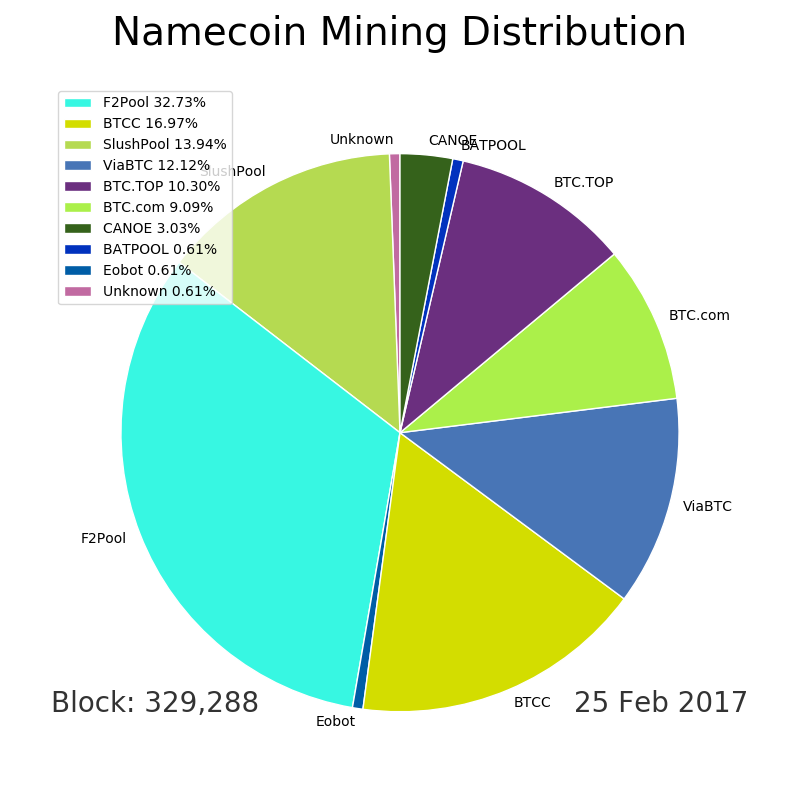 Namecoin Mining Distribution
F2Pool 32.73%
BTCC 16.97%
SlushPool 13.94%
ViaBTC 12.12%
BTC.TOP 10.30%
BTC.com 9.09%
CANOE 3.03%
BATPOOL 0.61%
Eobot 0.61%
Unknown 0.61%
Unknown
CANOE
BATPOOL
SlushPool
BTC.TOP
BTC.com
ViaBTC
F2Pool
BTCC
Eobot
Block: 329,288
25 Feb 2017